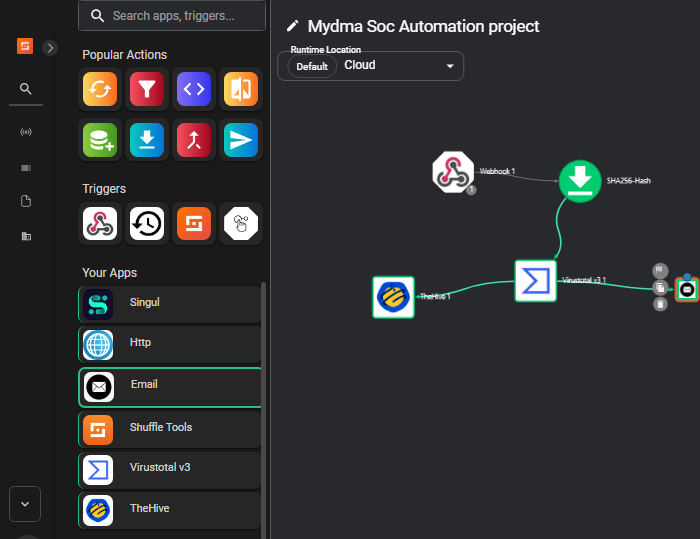 Search apps, triggers...
Popular Actions
Triggers
Your Apps
Singul
Http
Email
Shuffle Tools
Virustotal v3
TheHive
Mydma Soc Automation project
Runtime Location
Default
Cloud
Webhook 1
1
SHA256-Hash
Virustotal v3 1
TheHive 1